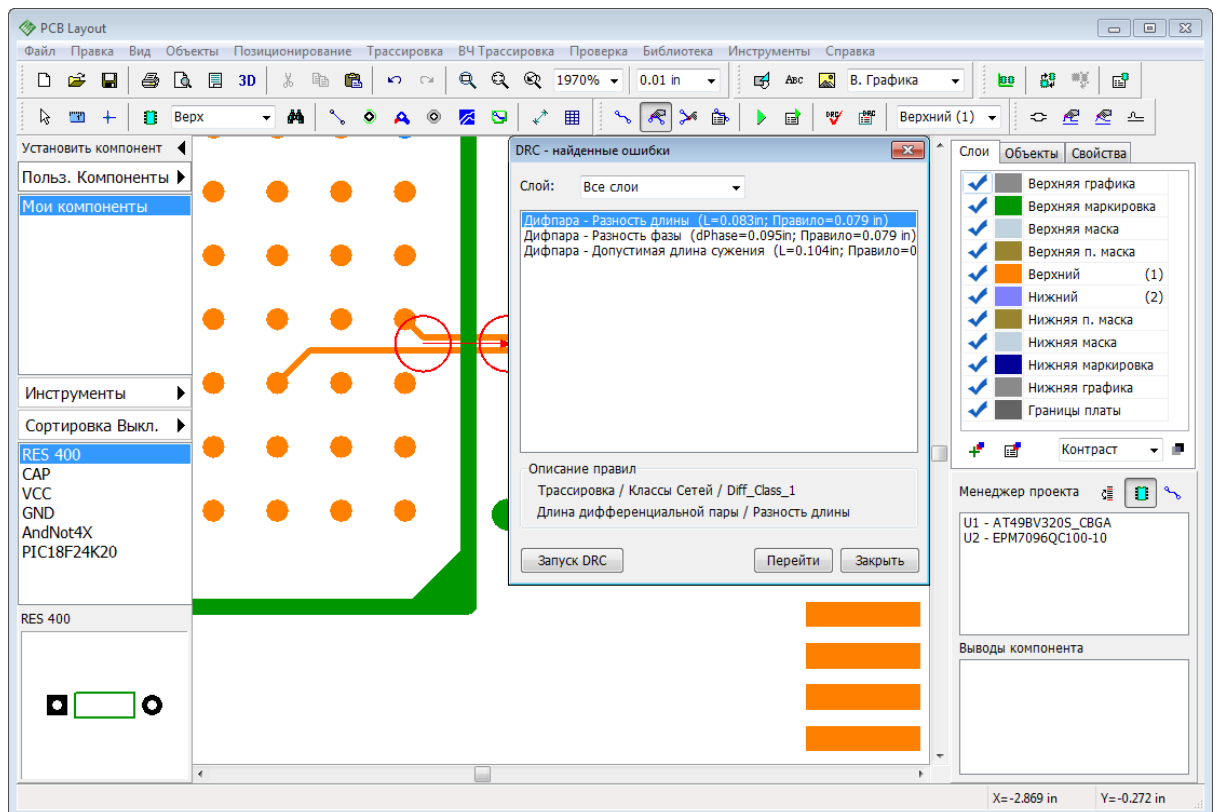 PCB Layout
Файл Правка Вид Объекты Позиционирование Трассировка ВЧ Трассировка Проверка Библиотека Инструменты Справка
3D 1970% 0.01 in ABC В. Графика
Верх DRC DRC Верхний (1)
Установить компонент
Польз. Компоненты
Мои компоненты
Инструменты
Сортировка Выкл.
RES 400
CAP
VCC
GND
AndNot4X
PIC18F24K20
RES 400
DRC - найденные ошибки
Слой: Все слои
Дифпара - Разность длины (L=0.083in; Правило=0.079 in)
Дифпара - Разность фазы (dPhase=0.095in; Правило=0.079 in)
Дифпара - Допустимая длина сужения (L=0.104in; Правило=0
Описание правил
Трассировка / Классы Сетей / Diff_Class_1
Длина дифференциальной пары / Разность длины
Запуск DRC Перейти Закрыть
Слои Объекты Свойства
Верхняя графика
Верхняя маркировка
Верхняя маска
Верхняя п. маска
Верхний (1)
Нижний (2)
Нижняя п. маска
Нижняя маска
Нижняя маркировка
Нижняя графика
Границы платы
Контраст
Менеджер проекта
U1 - AT49BV320S_CBGA
U2 - EPM7096QC100-10
Выводы компонента
X=-2.869 in Y=-0.272 in